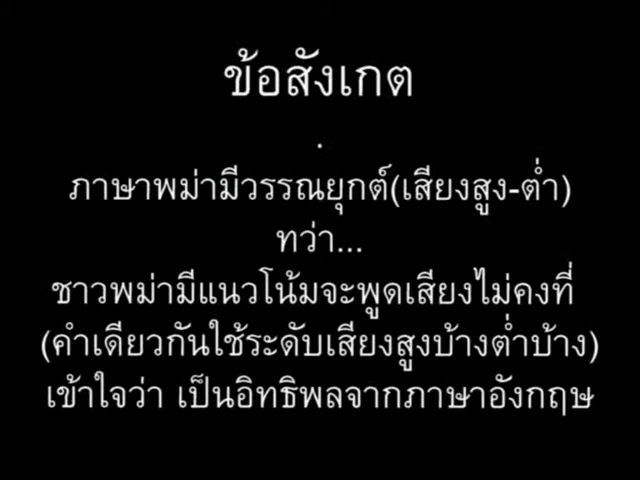 ข้อสังเกต
ภาษาพม่ามีวรรณยุกต์(เสียงสูง-ต่ำ)
ทว่า...
ชาวพม่ามีแนวโน้มจะพูดเสียงไม่คงที่
(คำเดียวกันใช้ระดับเสียงสูงบ้างต่ำบ้าง)
เข้าใจว่า เป็นอิทธิพลจากภาษาอังกฤษ